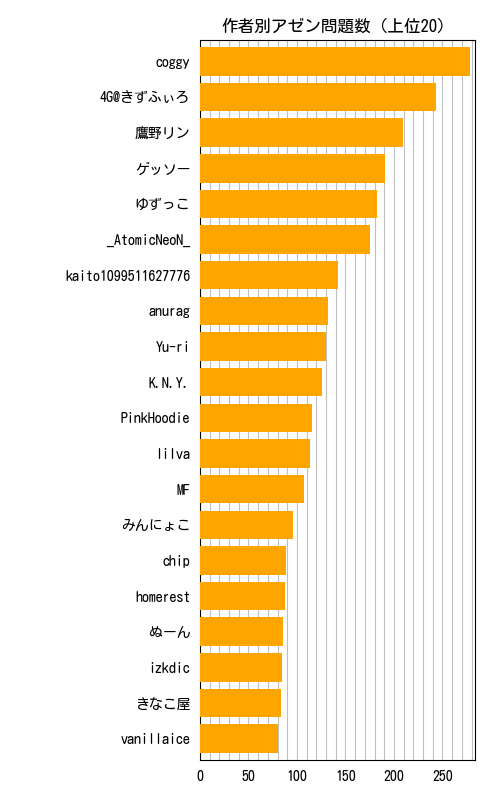 作者別アゼン問題数（上位20）
coggy
4G@きずふぃろ
鷹野リン
ゲッソー
ゆずっこ
_AtomicNeoN_
kaito1099511627776
anurag
Yu-ri
K.N.Y.
PinkHoodie
lilva
MF
みんにょこ
chip
homerest
ぬーん
izkdic
きなこ屋
vanillaice
0 50 100 150 200 250